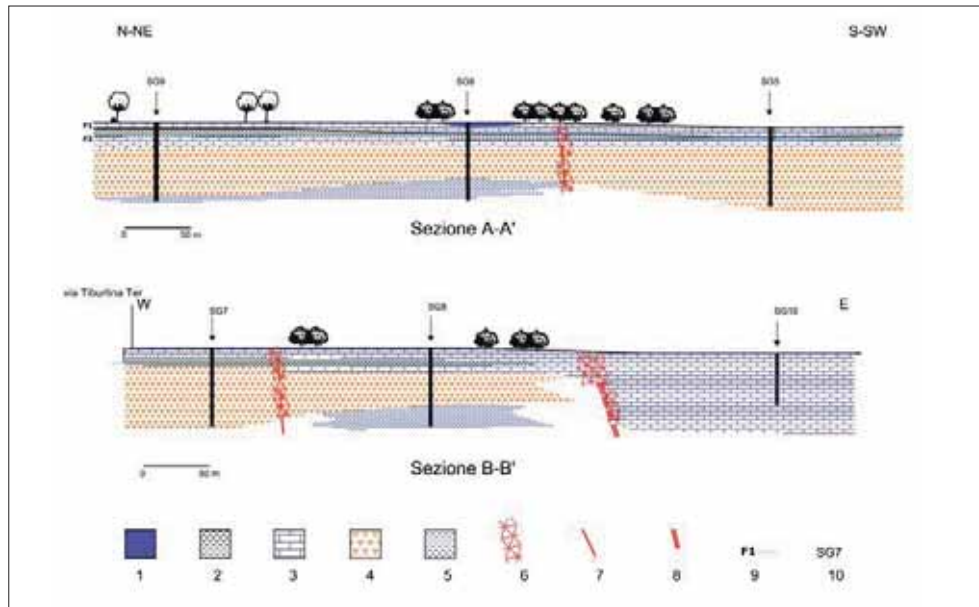 N-NE S-SW
SG9 SG8 SG5
F1
F2
0 50 m
Sezione A-A'
via Tiburtina Ter
W E
SG7 SG8 SG10
0 50 m
Sezione B-B'
F1 SG7
1 2 3 4 5 6 7 8 9 10